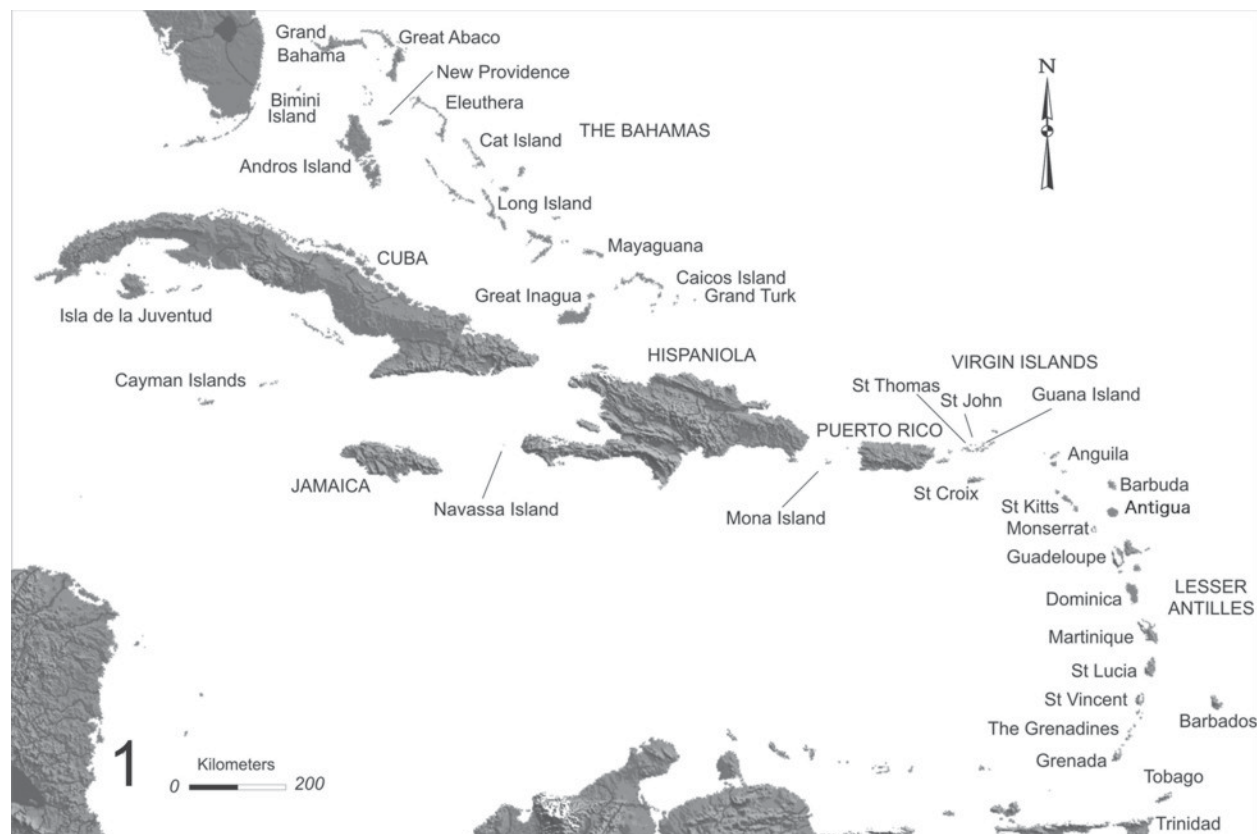 Grand
Bahama
Great Abaco
New Providence
Bimini
Island
Eleuthera
THE BAHAMAS
Cat Island
Andros Island
Long Island
N
CUBA
Mayaguana
Isla de la Juventud
Great Inagua
Caicos Island
Grand Turk
Cayman Islands
HISPANIOLA
VIRGIN ISLANDS
St Thomas
St John
Guana Island
PUERTO RICO
JAMAICA
Navassa Island
Mona Island
St Croix
Anguila
Barbuda
St Kitts
Antigua
Monserrat
Guadeloupe
Dominica
LESSER
ANTILLES
Martinique
St Lucia
St Vincent
Barbados
The Grenadines
Grenada
Tobago
Trinidad
1
Kilometers
0 200